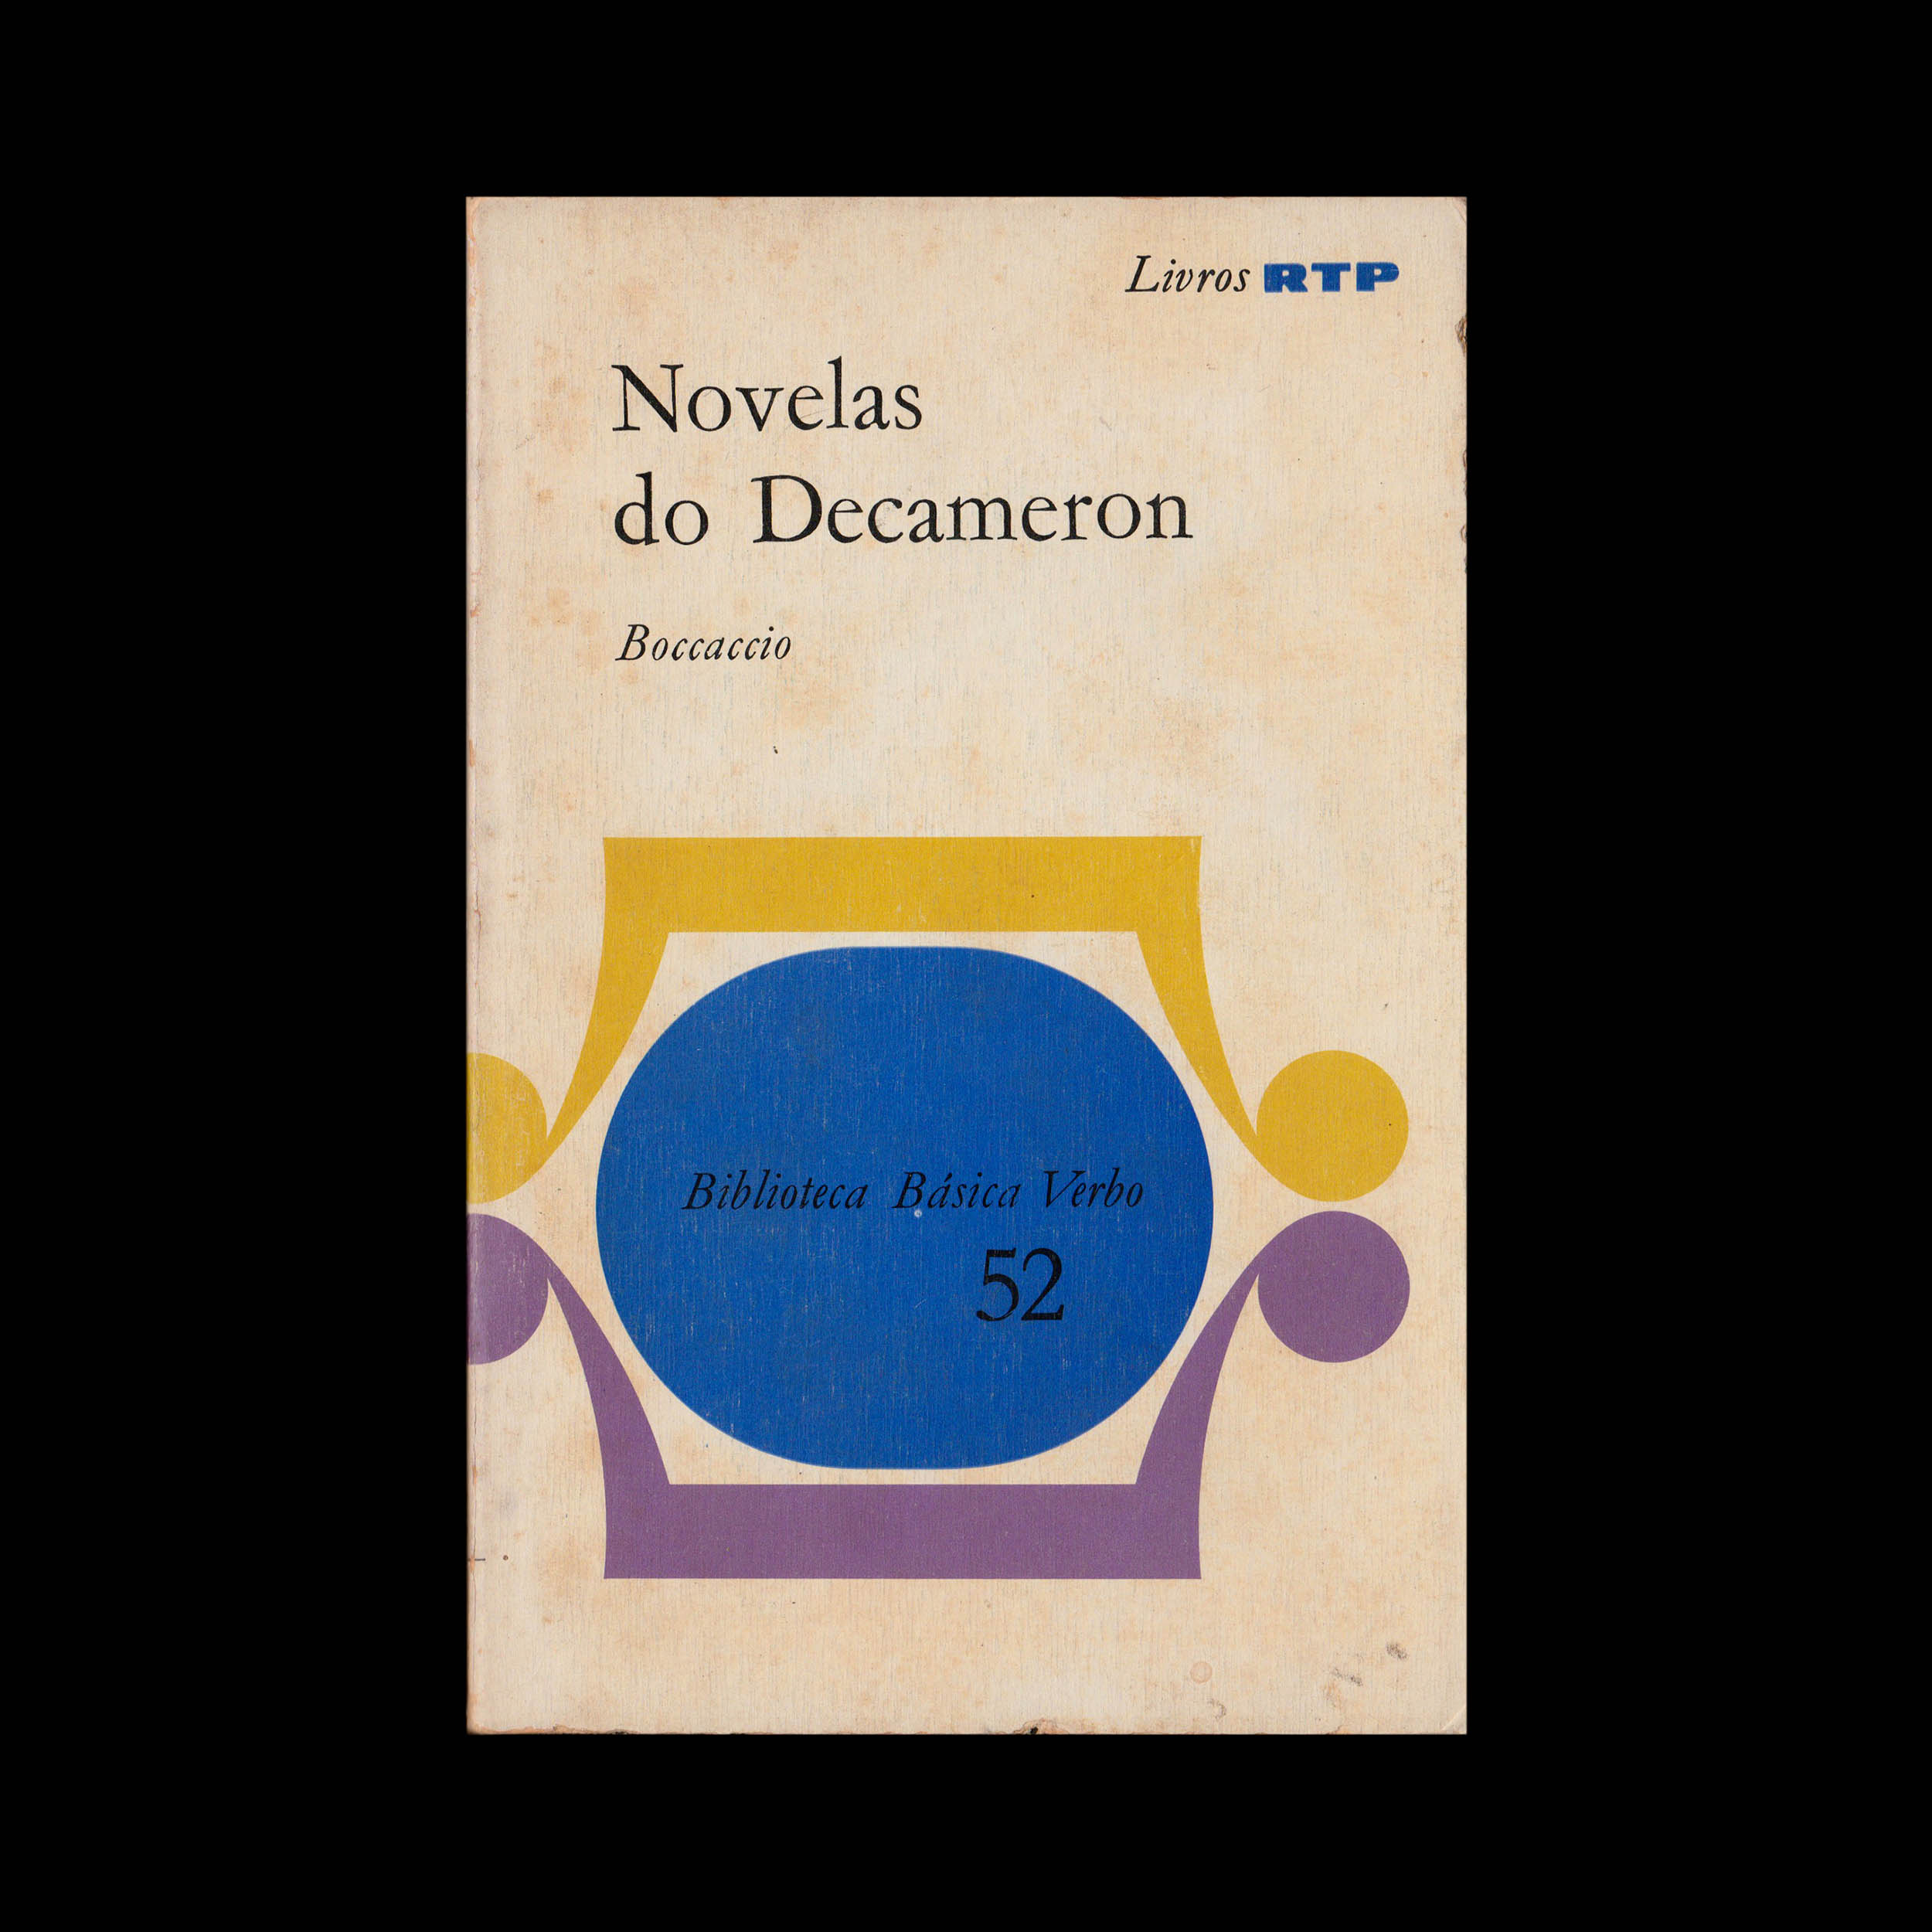 Livros RTP
Novelas
do Decameron
Boccaccio
Biblioteca Básica Verbo
52